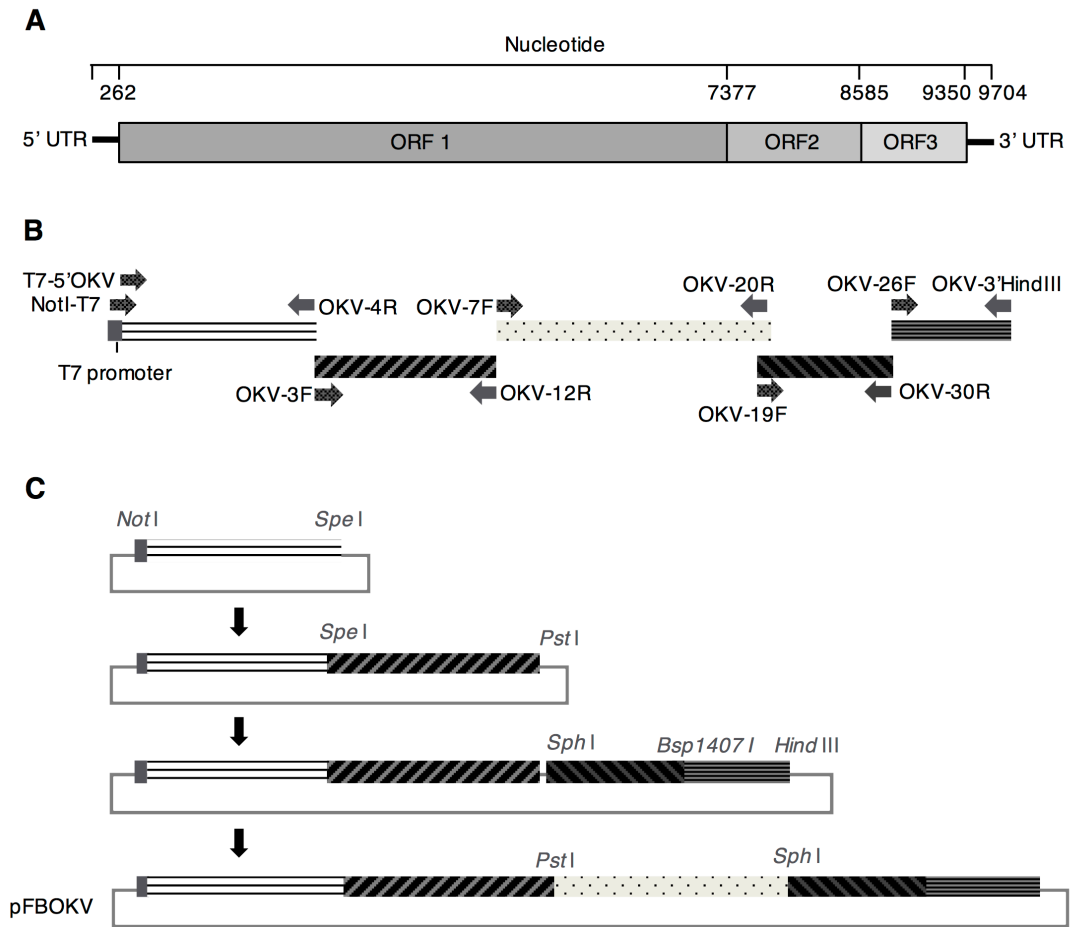 A
Nucleotide
262 7377 8585 9350 9704
5’ UTR ORF 1 ORF2 ORF3 3’ UTR
B
T7-5’OKV OKV-20R OKV-26F OKV-3’HindIII
NotI-T7 OKV-4R OKV-7F
T7 promoter
OKV-3F OKV-12R OKV-30R
OKV-19F
C
Not I Spe I
Spe I Pst I
Sph I Bsp1407 I Hind III
Pst I Sph I
pFBOKV